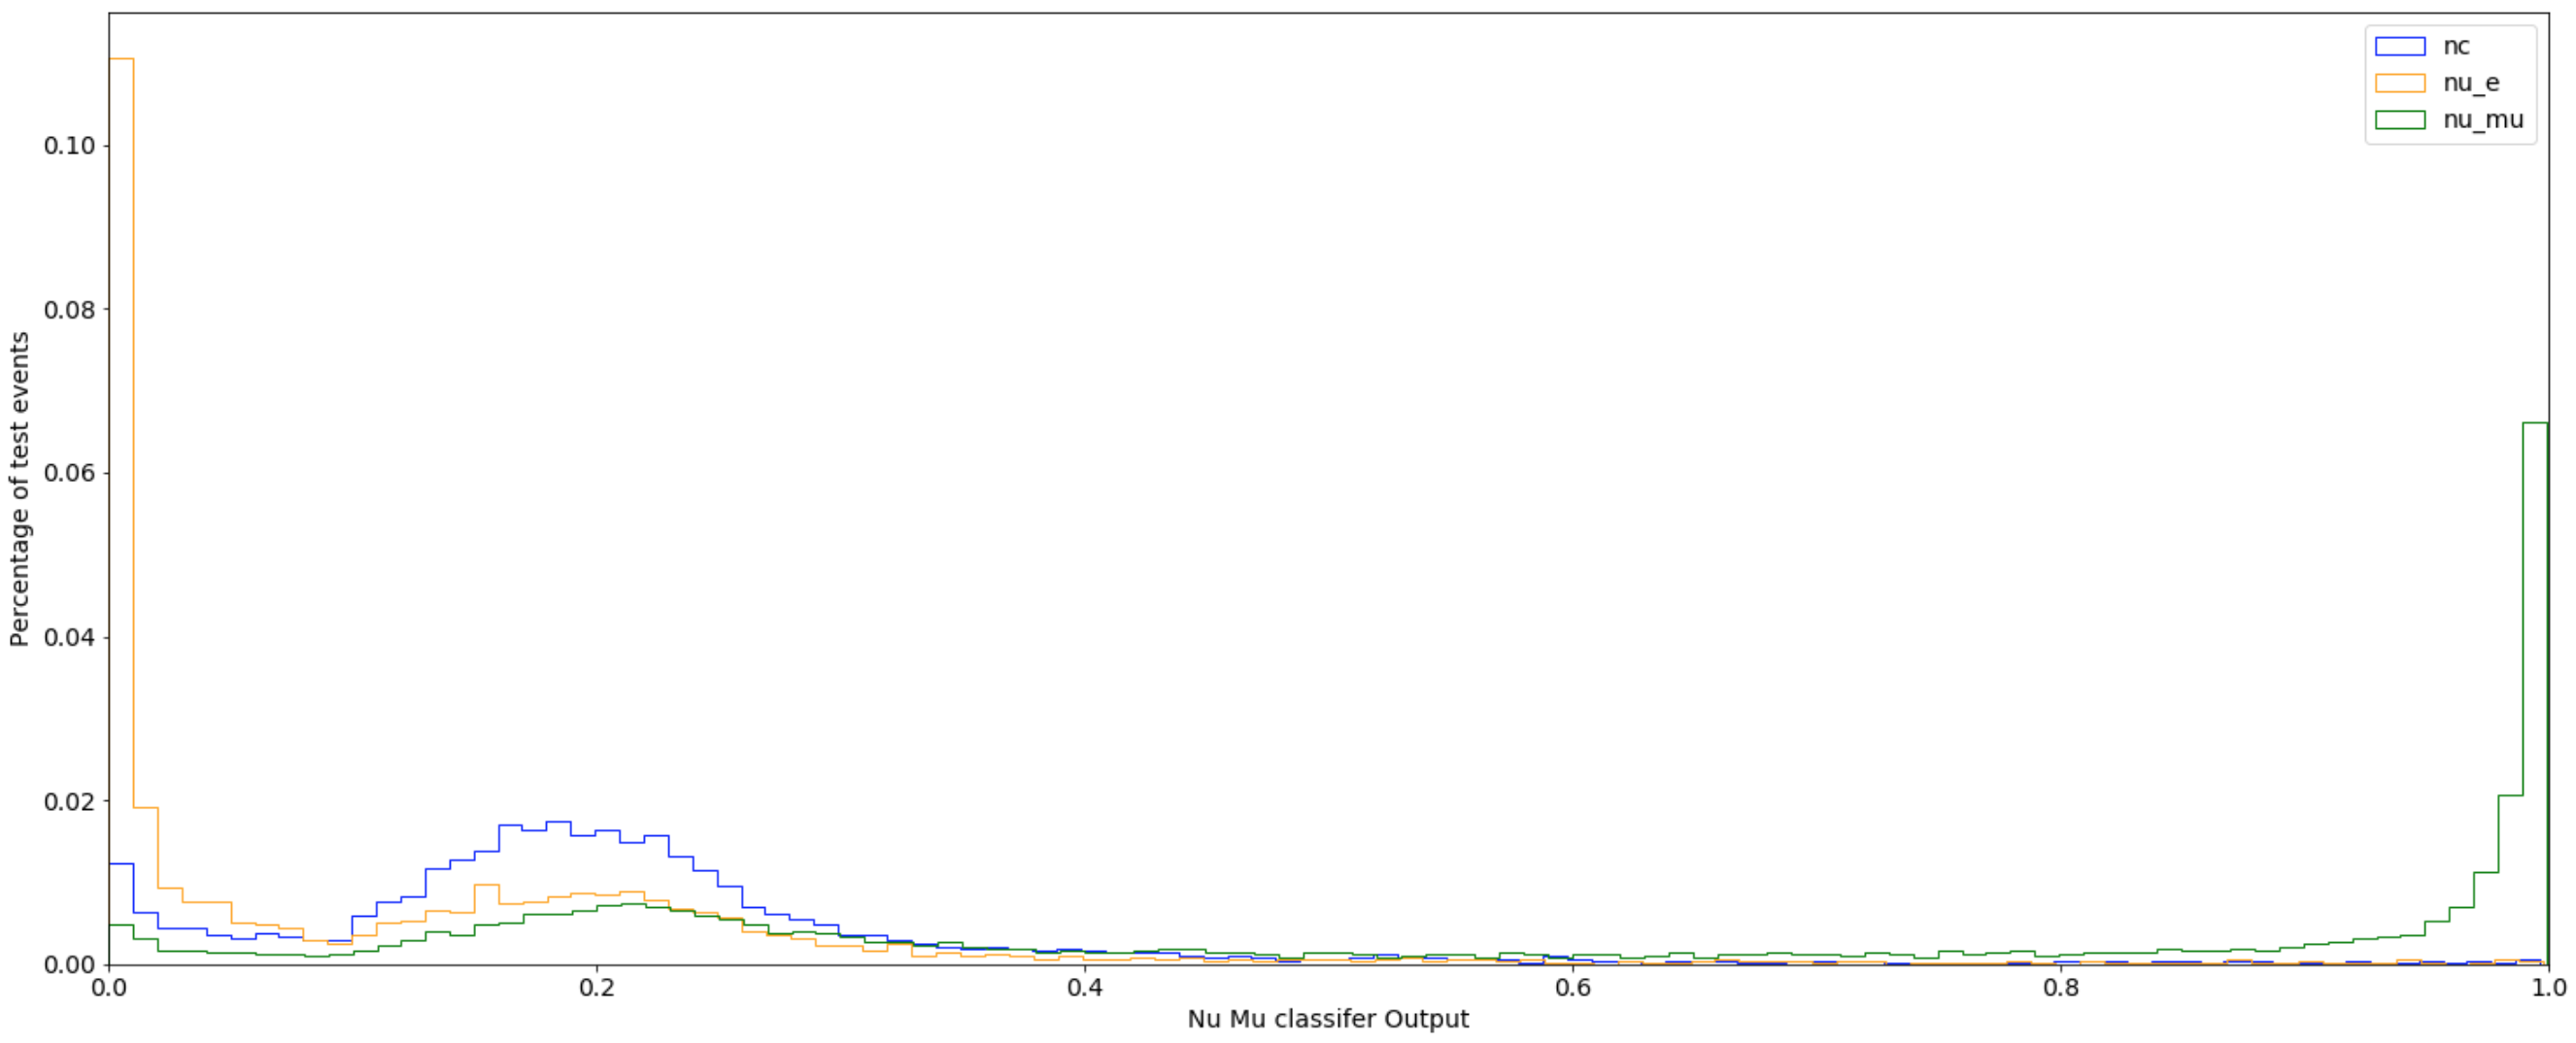 nc
nu_e
nu_mu
Percentage of test events
0.10
0.08
0.06
0.04
0.02
0.00
0.0 0.2 0.4 0.6 0.8 1.0
Nu Mu classifer Output